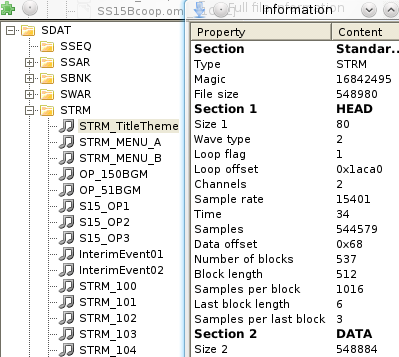 SS15Bcoop.om
SDAT
SSEQ
SSAR
SBNK
SWAR
STRM
STRM_TitleTheme
STRM_MENU_A
STRM_MENU_B
OP_150BGM
OP_51BGM
S15_OP1
S15_OP2
S15_OP3
InterimEvent01
InterimEvent02
STRM_100
STRM_101
STRM_102
STRM_103
STRM_104
Information
Property Content
Section Standar..
Type STRM
Magic 16842495
File size 548980
Section 1 HEAD
Size 1 80
Wave type 2
Loop flag 1
Loop offset 0x1aca0
Channels 2
Sample rate 15401
Time 34
Samples 544579
Data offset 0x68
Number of blocks 537
Block length 512
Samples per block 1016
Last block length 6
Samples per last block 3
Section 2 DATA
Size 2 548884